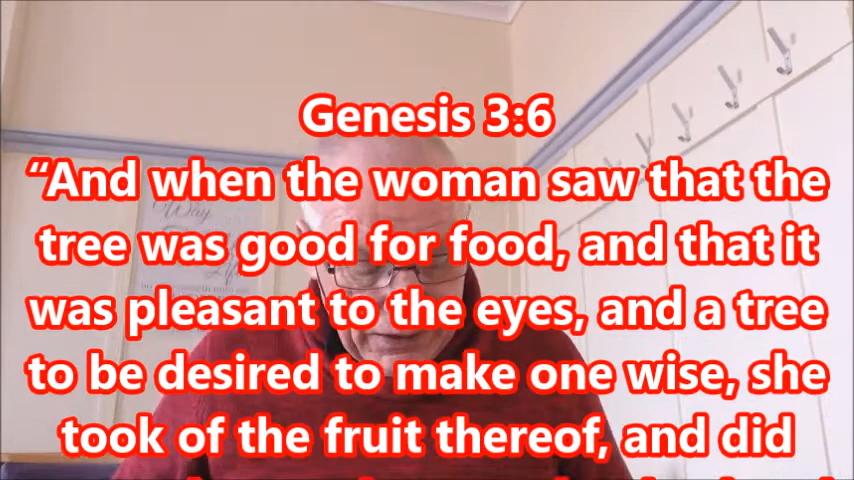 Genesis 3:6
“And when the woman saw that the
tree was good for food, and that it
was pleasant to the eyes, and a tree
to be desired to make one wise, she
took of the fruit thereof, and did
Way